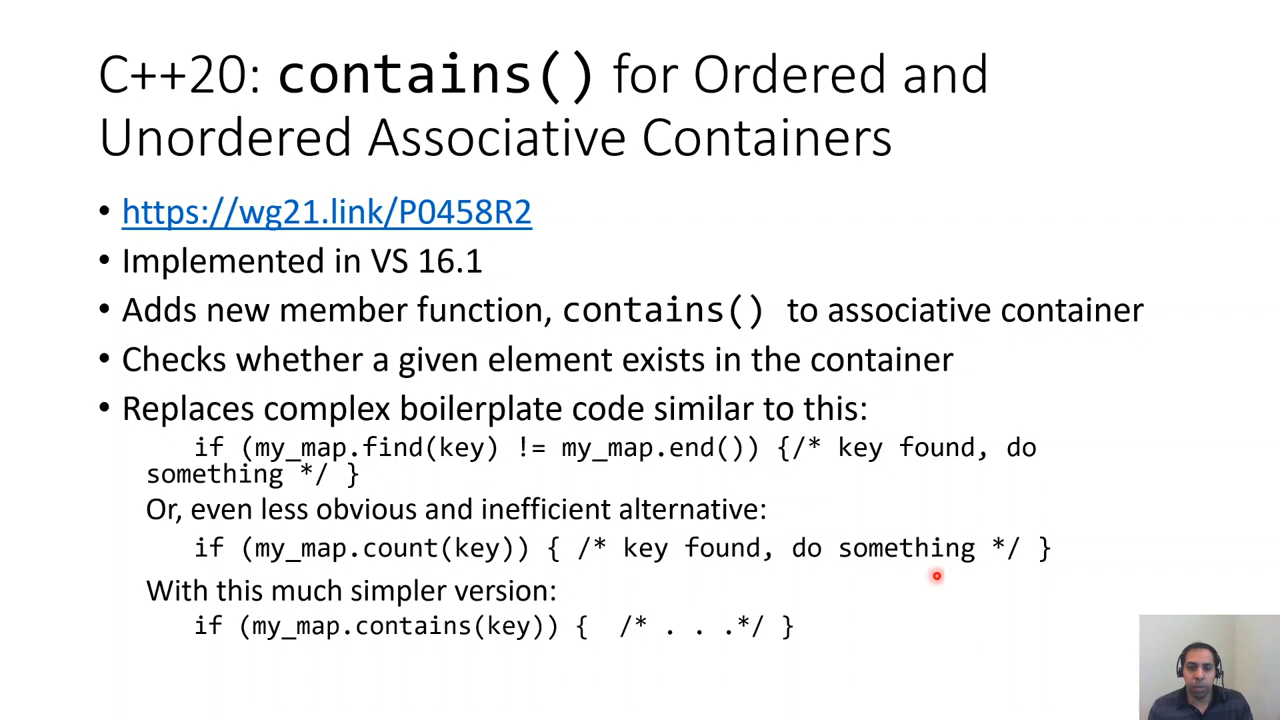 C++20: contains() for Ordered and
Unordered Associative Containers
• https://wg21.link/P0458R2
• Implemented in VS 16.1
• Adds new member function, contains() to associative container
• Checks whether a given element exists in the container
• Replaces complex boilerplate code similar to this:
if (my_map.find(key) != my_map.end()) {/* key found, do
something */ }
Or, even less obvious and inefficient alternative:
if (my_map.count(key)) { /* key found, do something */ }
With this much simpler version:
if (my_map.contains(key)) { /* . . .*/ }